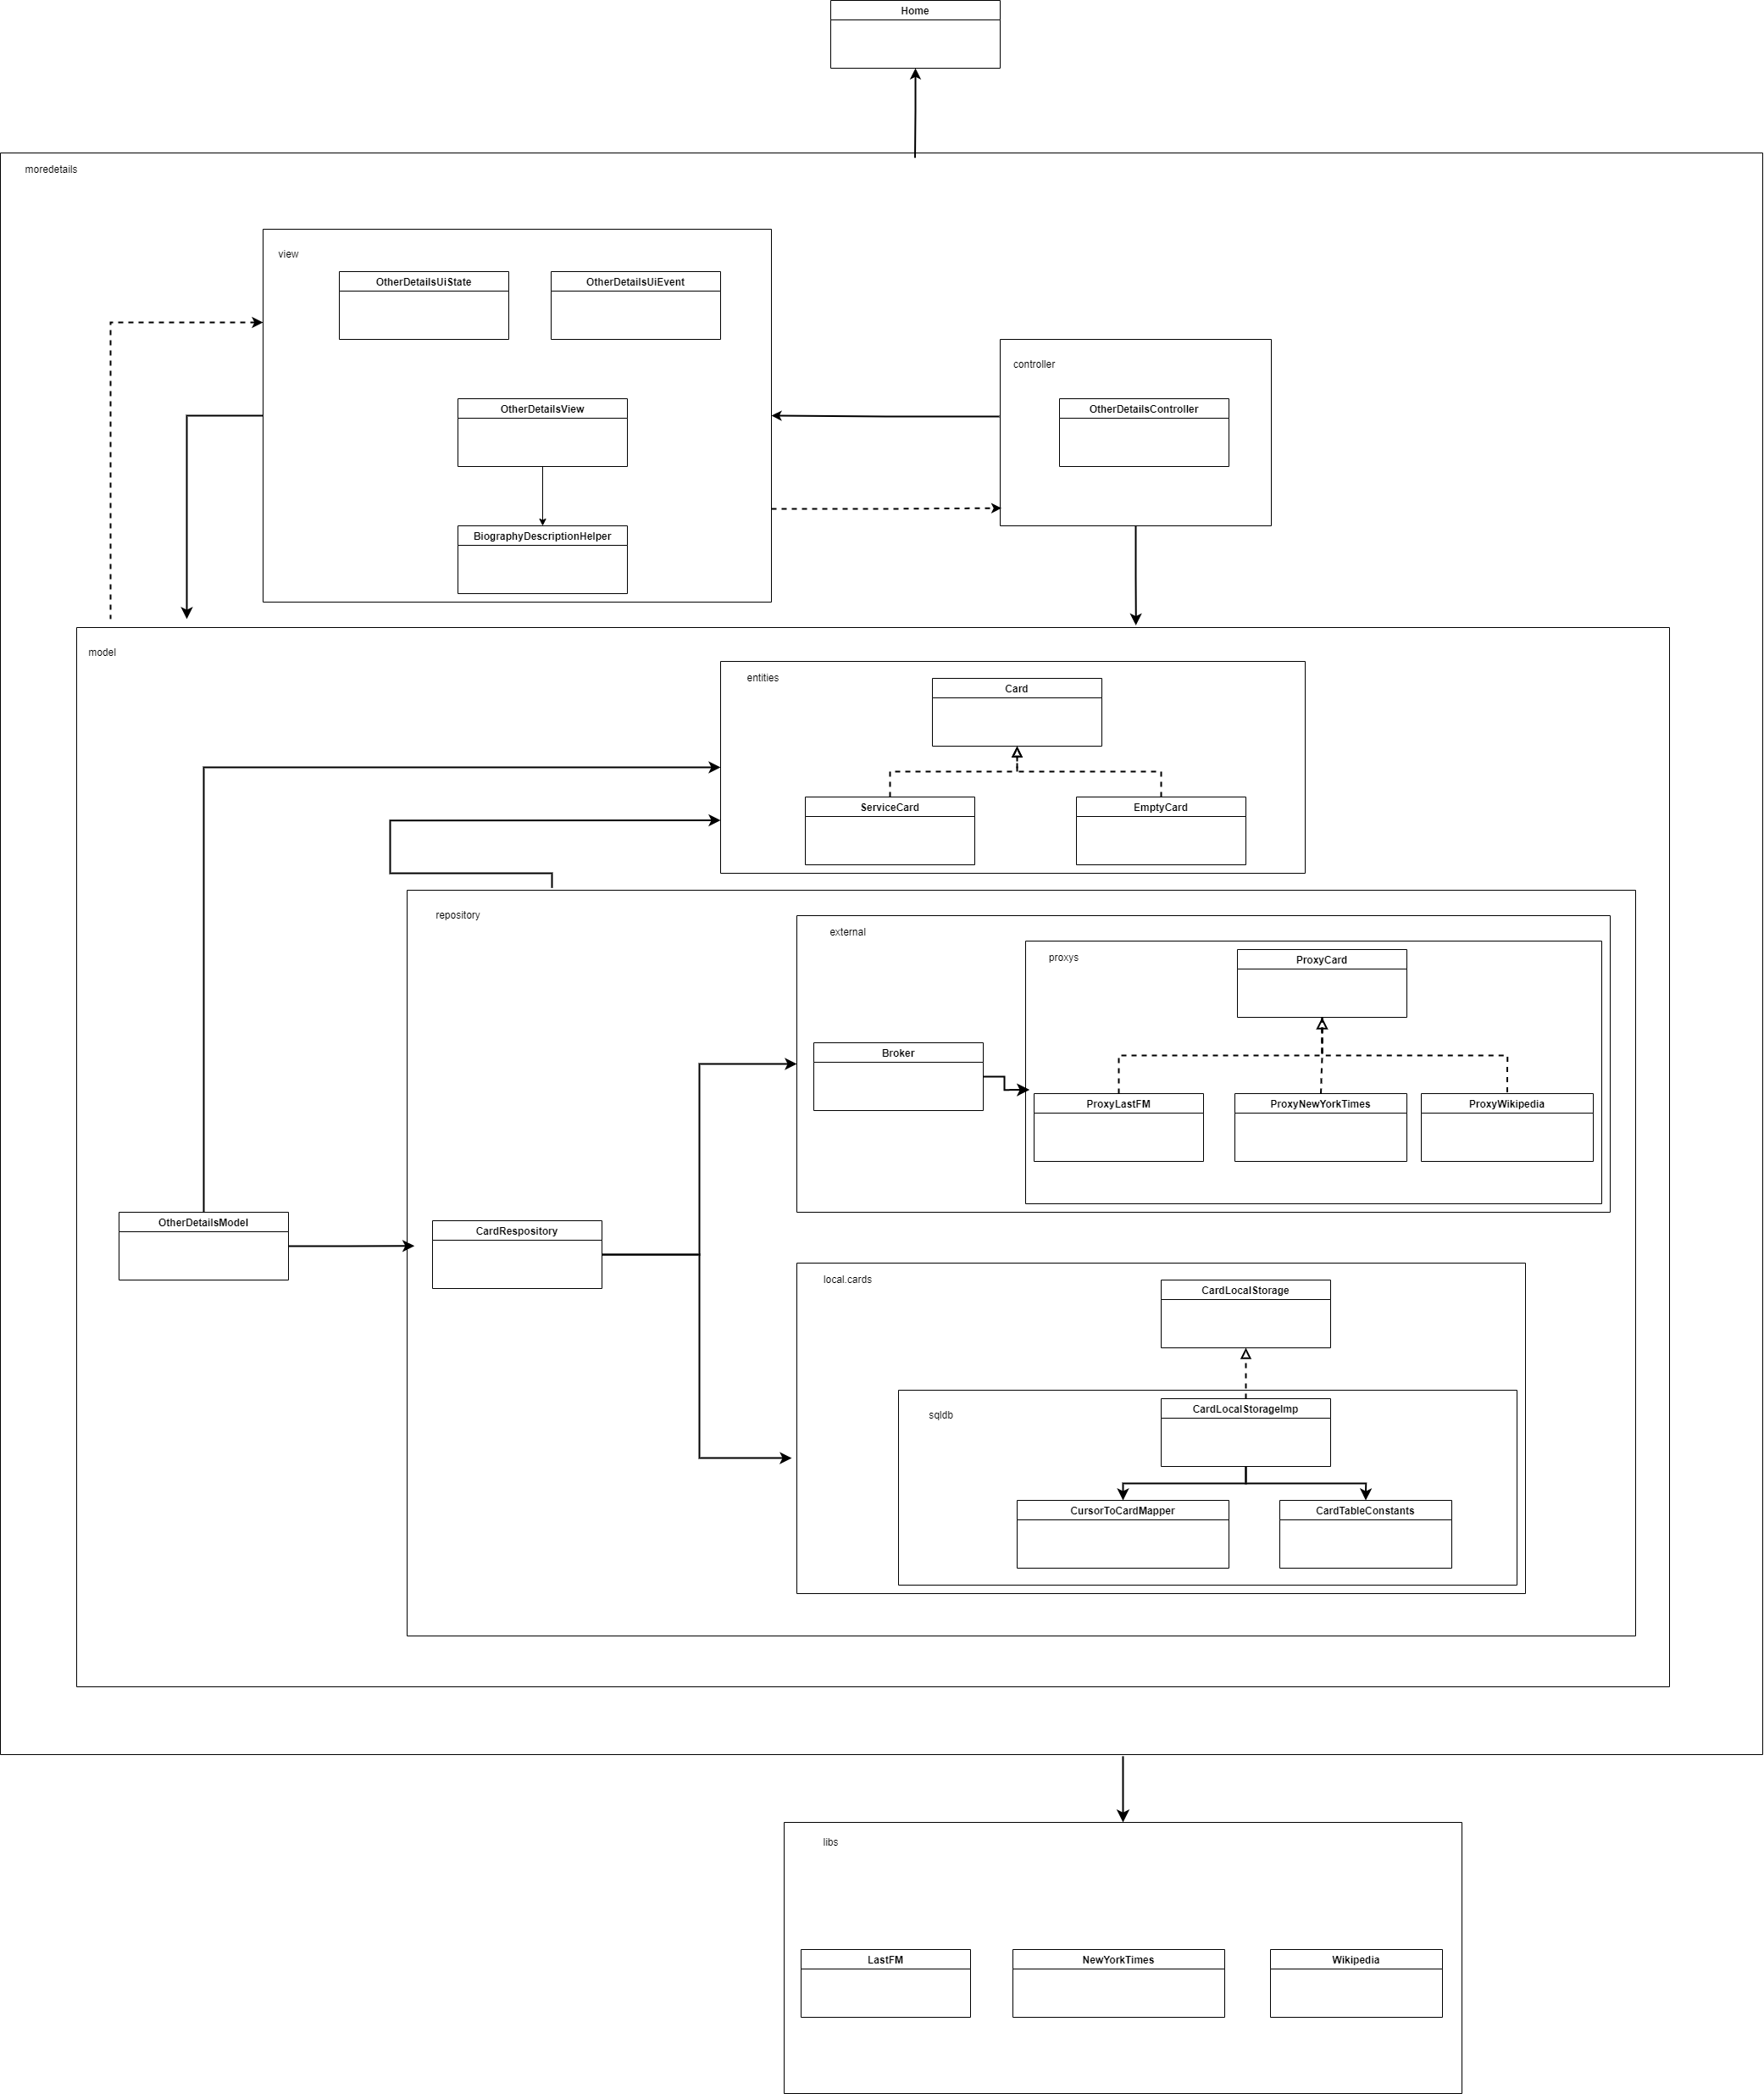 Home
moredetails
view
OtherDetailsUiState
OtherDetailsUiEvent
controller
OtherDetailsView
OtherDetailsController
BiographyDescriptionHelper
model
entities
Card
ServiceCard
EmptyCard
repository
external
proxys
ProxyCard
Broker
ProxyLastFM
ProxyNewYorkTimes
ProxyWikipedia
OtherDetailsModel
CardRespository
local.cards
CardLocalStorage
sqldb
CardLocalStorageImp
CursorToCardMapper
CardTableConstants
libs
LastFM
NewYorkTimes
Wikipedia